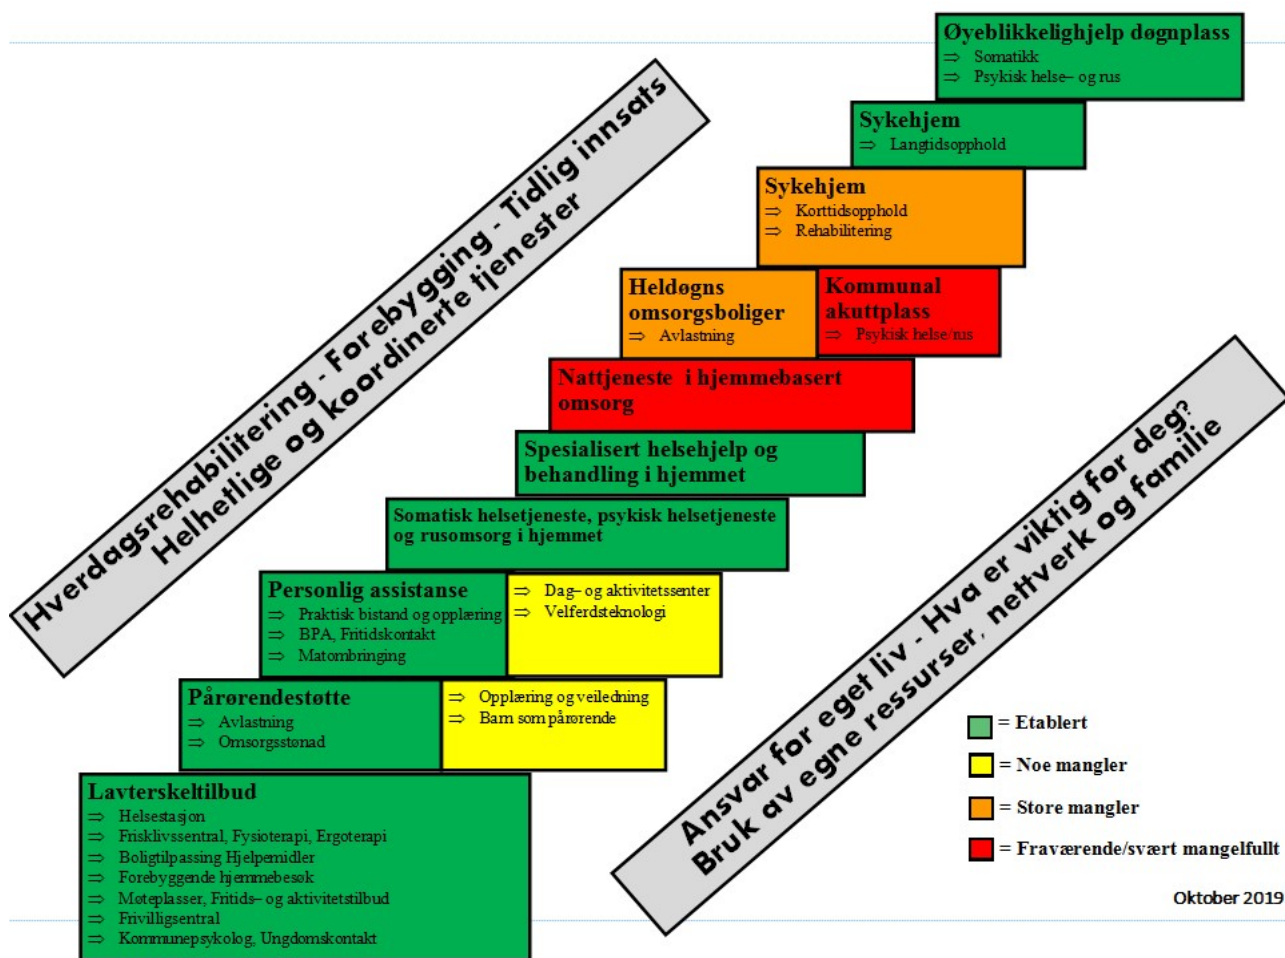 Øyeblikkelighjelp døgnplass
⇒ Somatikk
⇒ Psykisk helse– og rus
Sykehjem
⇒ Langtidsopphold
Sykehjem
⇒ Korttidsopphold
⇒ Rehabilitering
Heldøgns
omsorgsboliger
⇒ Avlastning
Kommunal
akuttplass
⇒ Psykisk helse/rus
Nattjeneste i hjemmebasert
omsorg
Spesialisert helsehjelp og
behandling i hjemmet
Somatisk helsetjeneste, psykisk helsetjeneste
og rusomsorg i hjemmet
Personlig assistanse
⇒ Praktisk bistand og opplæring
⇒ BPA, Fritidskontakt
⇒ Matombringing
⇒ Dag– og aktivitetssenter
⇒ Velferdsteknologi
Pårørendestøtte
⇒ Avlastning
⇒ Omsorgsstønad
⇒ Opplæring og veiledning
⇒ Barn som pårørende
Lavterskeltilbud
⇒ Helsestasjon
⇒ Frisklivssentral, Fysioterapi, Ergoterapi
⇒ Boligtilpassing Hjelpemidler
⇒ Forebyggende hjemmebesøk
⇒ Møteplasser, Fritids– og aktivitetstilbud
⇒ Frivilligsentral
⇒ Kommunepsykolog, Ungdomskontakt
Hverdagsrehabilitering - Forebygging - Tidlig innsats
Helhetlige og koordinerte tjenester
Ansvar for eget liv - Hva er viktig for deg?
Bruk av egne ressurser, nettverk og familie
= Etablert
= Noe mangler
= Store mangler
= Fraværende/svært mangelfullt
Oktober 2019